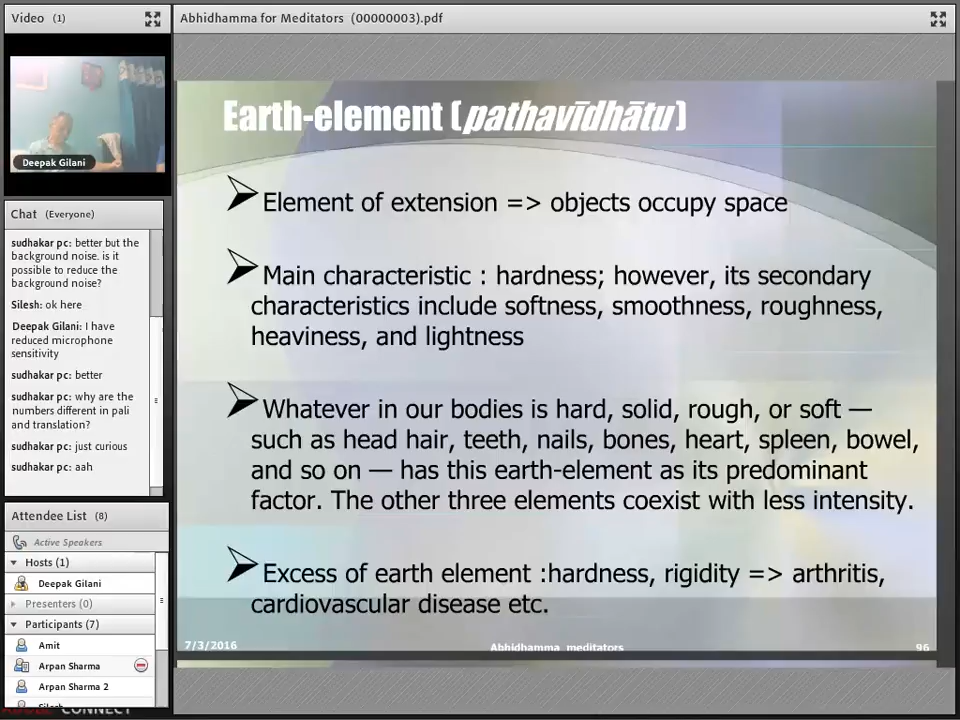 Video (1)
Deepak Gilani
Chat (Everyone)
sudhakar pc: better but the
background noise. is it
possible to reduce the
background noise?
Silesh: ok here
Deepak Gilani: I have
reduced microphone
sensitivity
sudhakar pc: better
sudhakar pc: why are the
numbers different in pali
and translation?
sudhakar pc: just curious
sudhakar pc: aah
Attendee List (8)
Active Speakers
Hosts (1)
Deepak Gilani
Presenters (0)
Participants (7)
Amit
Arpan Sharma
Arpan Sharma 2
Silesh
CONNECT
Abhidhamma for Meditators (00000003).pdf
Earth-element (pathavīdhātu)
Element of extension => objects occupy space
Main characteristic : hardness; however, its secondary
characteristics include softness, smoothness, roughness,
heaviness, and lightness
Whatever in our bodies is hard, solid, rough, or soft —
such as head hair, teeth, nails, bones, heart, spleen, bowel,
and so on — has this earth-element as its predominant
factor. The other three elements coexist with less intensity.
Excess of earth element :hardness, rigidity => arthritis,
cardiovascular disease etc.
7/3/2016 Abhidhamma_meditators 96